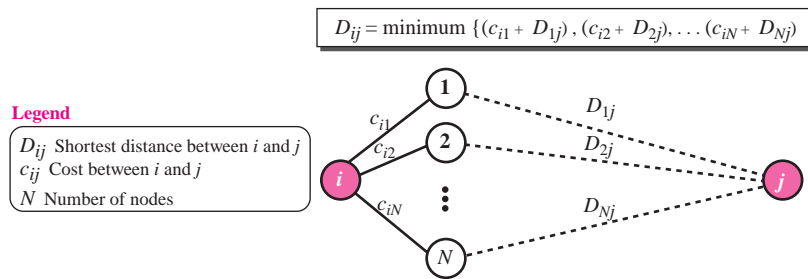 D_ij = minimum {(c_i1 + D_1j) , (c_i2 + D_2j), . . . (c_iN + D_Nj)
Legend
D_ij Shortest distance between i and j
c_ij Cost between i and j
N Number of nodes
1
c_i1
D_1j
2
c_i2
D_2j
i
j
c_iN
D_Nj
N